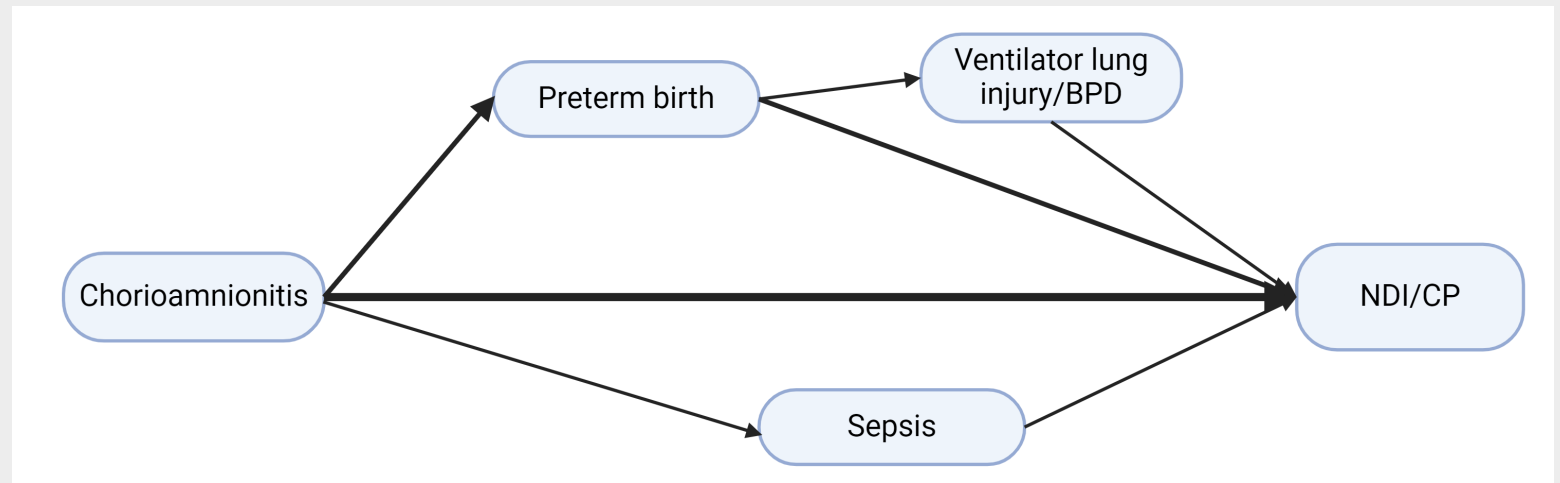 Ventilator lung
injury/BPD
Preterm birth
Chorioamnionitis
NDI/CP
Sepsis